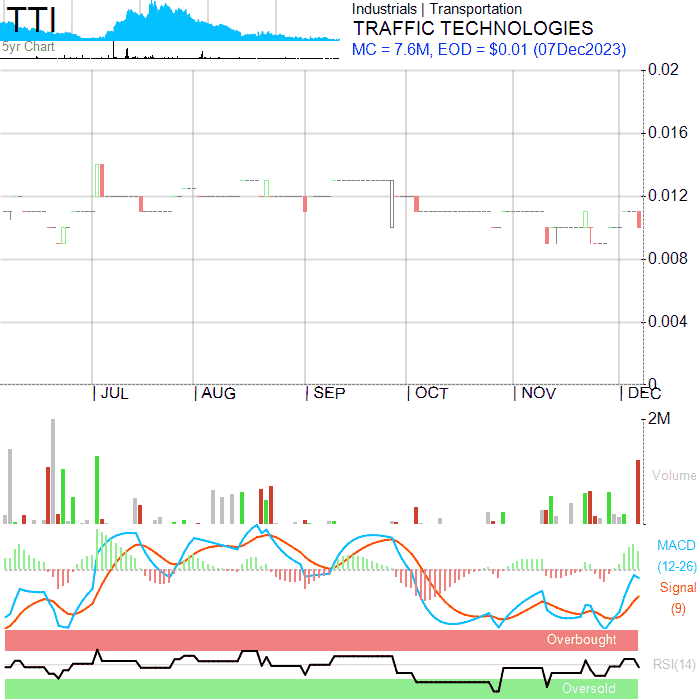 TTI
5yr Chart
Industrials | Transportation
TRAFFIC TECHNOLOGIES
MC = 7.6M, EOD = $0.01 (07Dec2023)
0.02
0.016
0.012
0.008
0.004
0
JUL
AUG
SEP
OCT
NOV
DEC
2M
Volume
MACD
(12-26)
Signal
(9)
Overbought
RSI(14)
Oversold